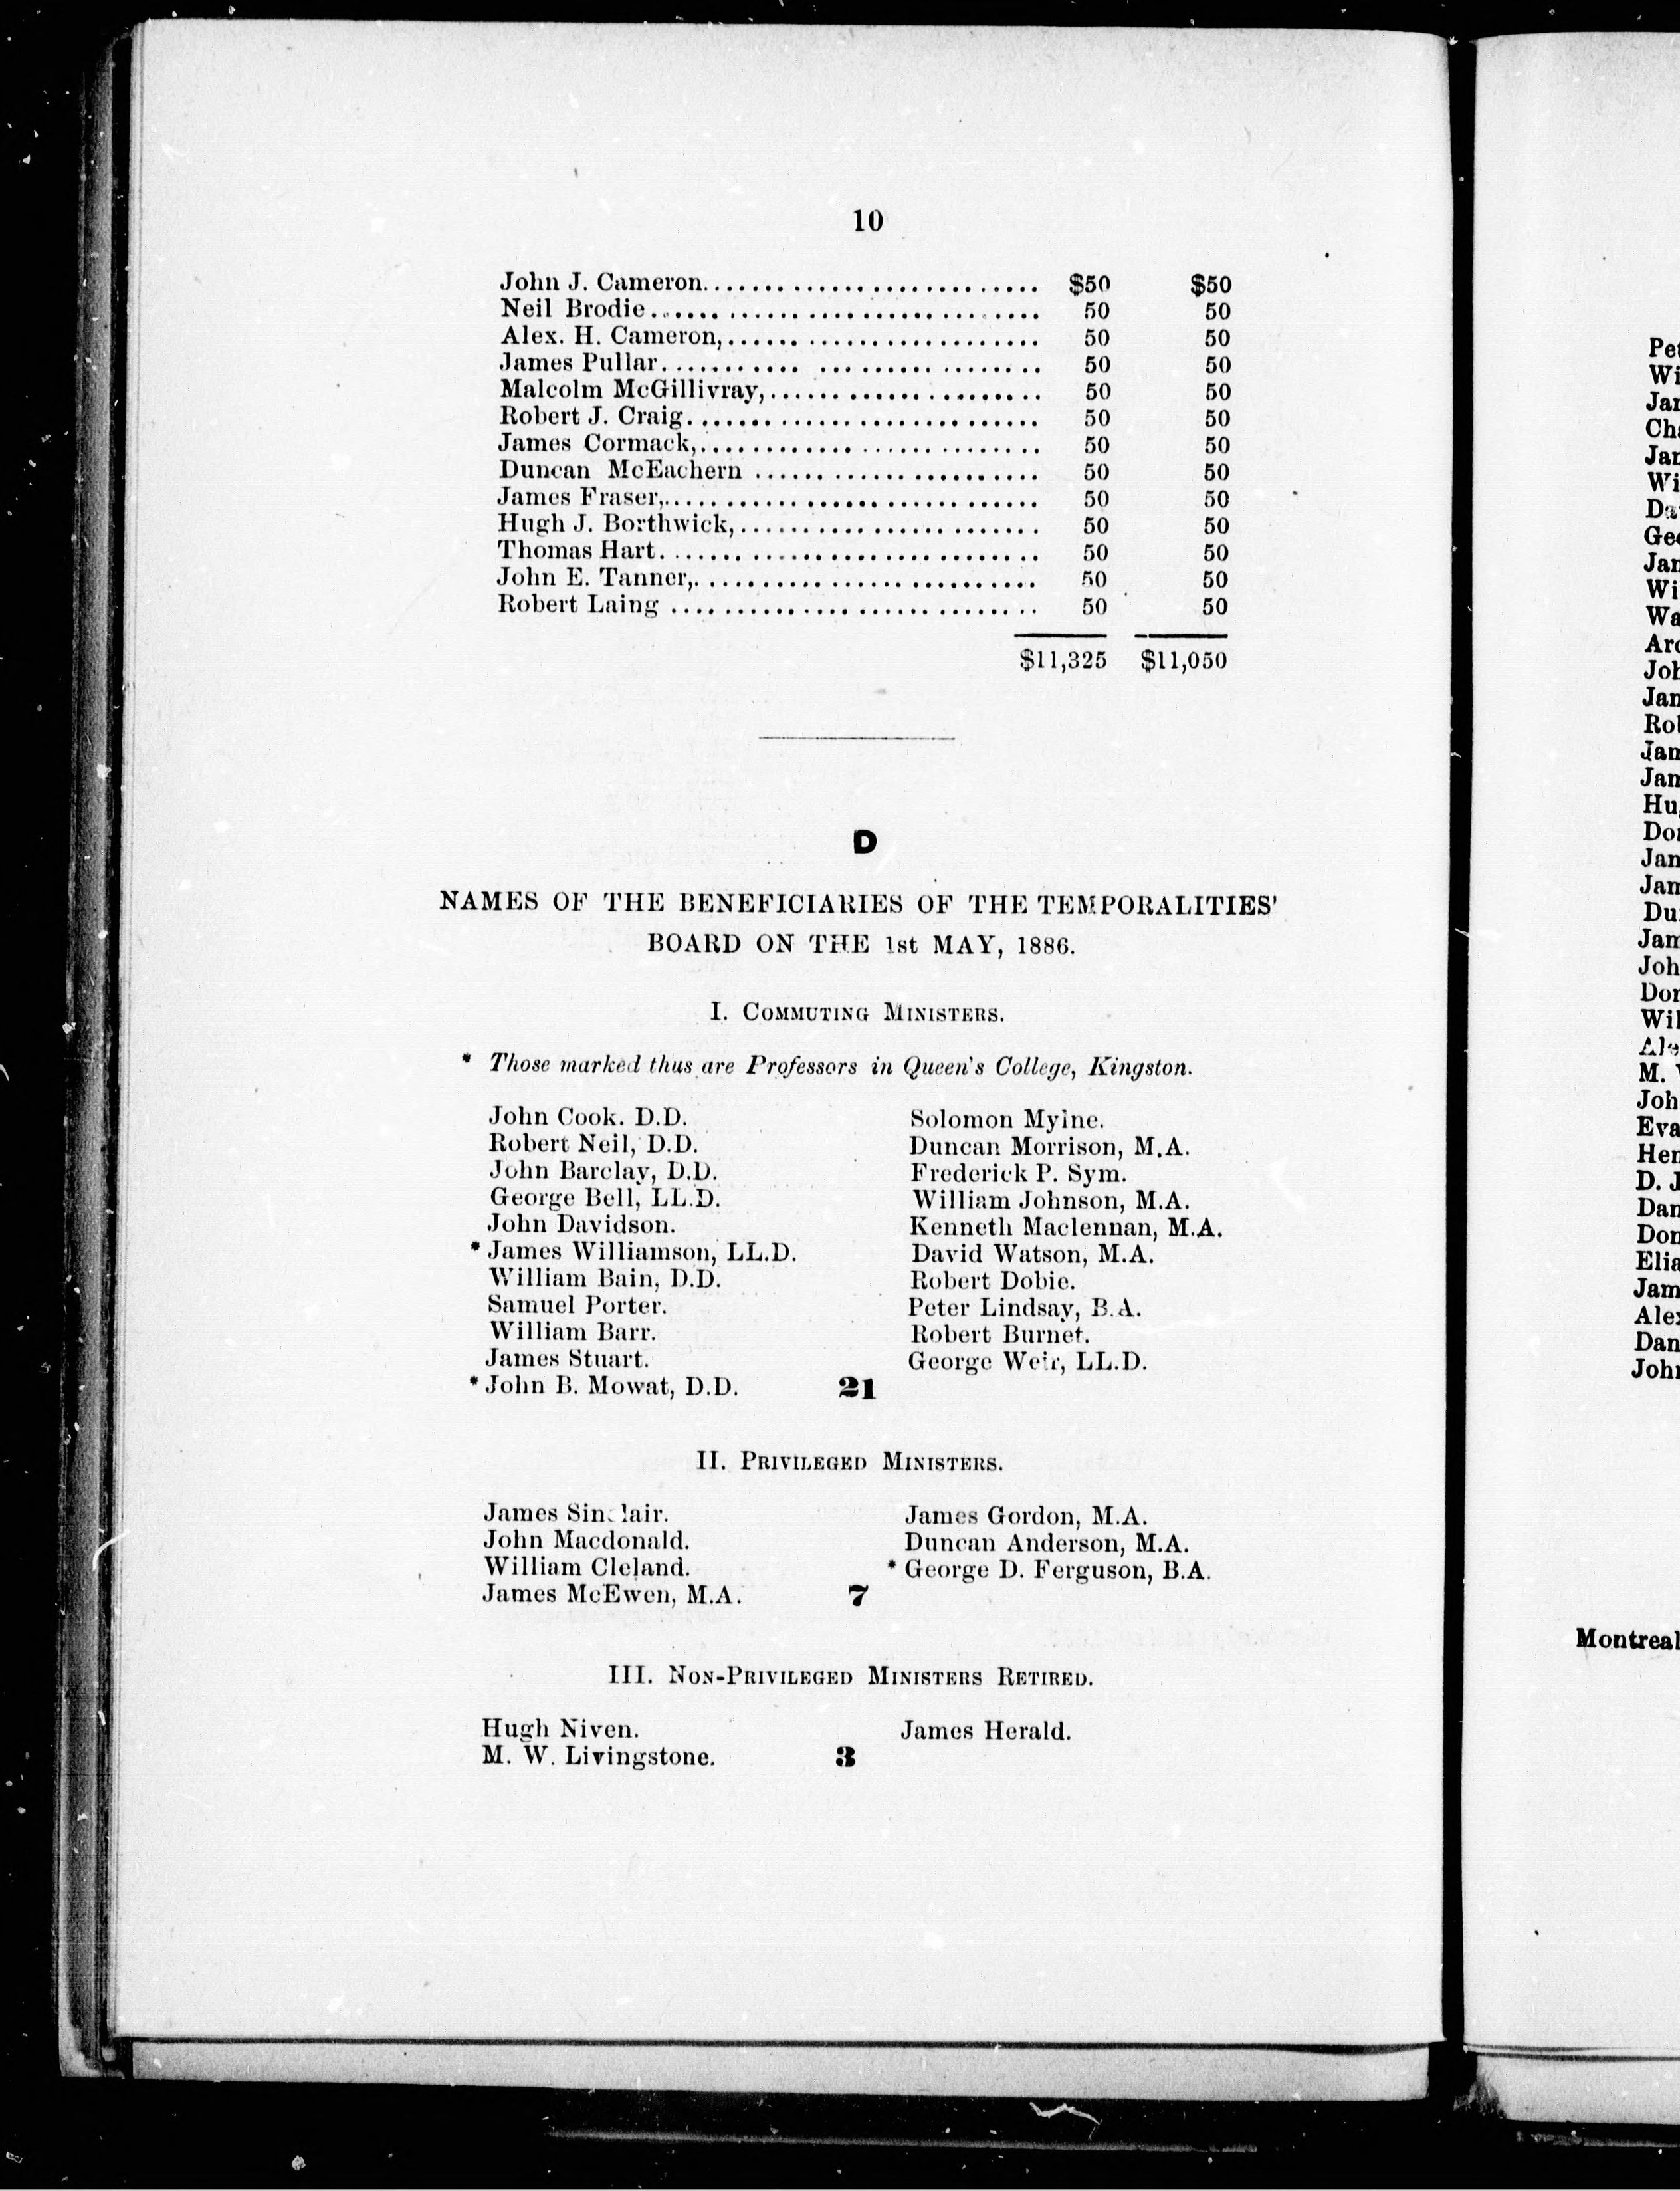 10
John J. Cameron............................ $50 $50
Neil Brodie................................ 50 50
Alex. H. Cameron,.......................... 50 50
James Pullar............................... 50 50
Malcolm McGillivray,....................... 50 50
Robert J. Craig............................ 50 50
James Cormack,............................. 50 50
Duncan McEachern .......................... 50 50
James Fraser,.............................. 50 50
Hugh J. Borthwick,......................... 50 50
Thomas Hart................................ 50 50
John E. Tanner,............................ 50 50
Robert Laing .............................. 50 50
$11,325 $11,050
D
NAMES OF THE BENEFICIARIES OF THE TEMPORALITIES'
BOARD ON THE 1st MAY, 1886.
I. COMMUTING MINISTERS.
* Those marked thus are Professors in Queen's College, Kingston.
John Cook. D.D.
Robert Neil, D.D.
John Barclay, D.D.
George Bell, LL.D.
John Davidson.
* James Williamson, LL.D.
William Bain, D.D.
Samuel Porter.
William Barr.
James Stuart.
* John B. Mowat, D.D.
Solomon Mylne.
Duncan Morrison, M.A.
Frederick P. Sym.
William Johnson, M.A.
Kenneth Maclennan, M.A.
David Watson, M.A.
Robert Dobie.
Peter Lindsay, B.A.
Robert Burnet.
George Weir, LL.D.
21
II. PRIVILEGED MINISTERS.
James Sinclair.
John Macdonald.
William Cleland.
James McEwen, M.A.
James Gordon, M.A.
Duncan Anderson, M.A.
* George D. Ferguson, B.A.
7
III. NON-PRIVILEGED MINISTERS RETIRED.
Hugh Niven.
M. W. Livingstone.
James Herald.
3
Montreal